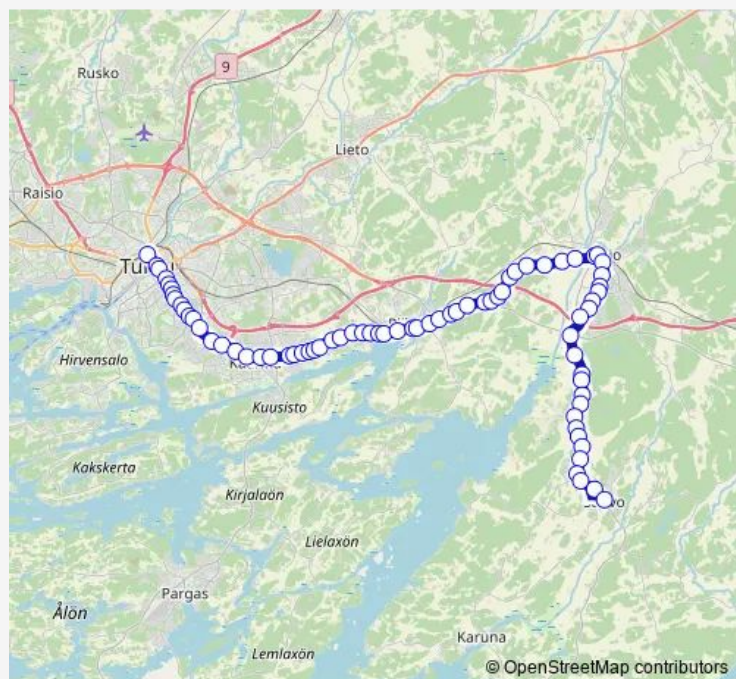 9
Rusko
Lieto
Raisio
Hirvensalo
Kuusisto
Kakskerta
Kirjalaön
Lielaxön
Pargas
Ålön
Karuna
Lemlaxön
© OpenStreetMap contributors